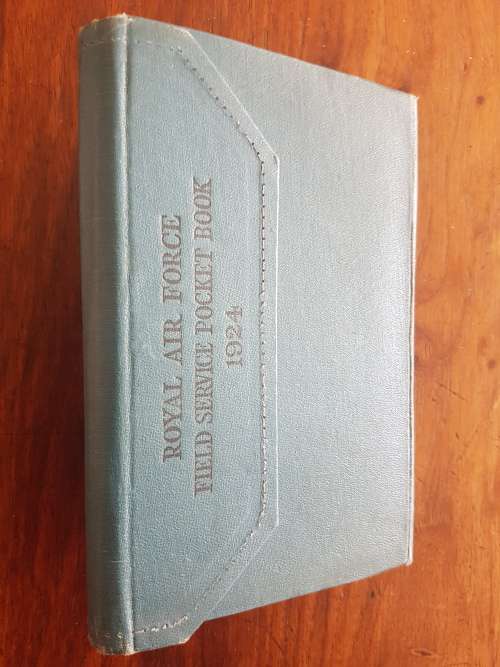 ROYAL AIR FORCE
FIELD SERVICE POCKET BOOK
1924